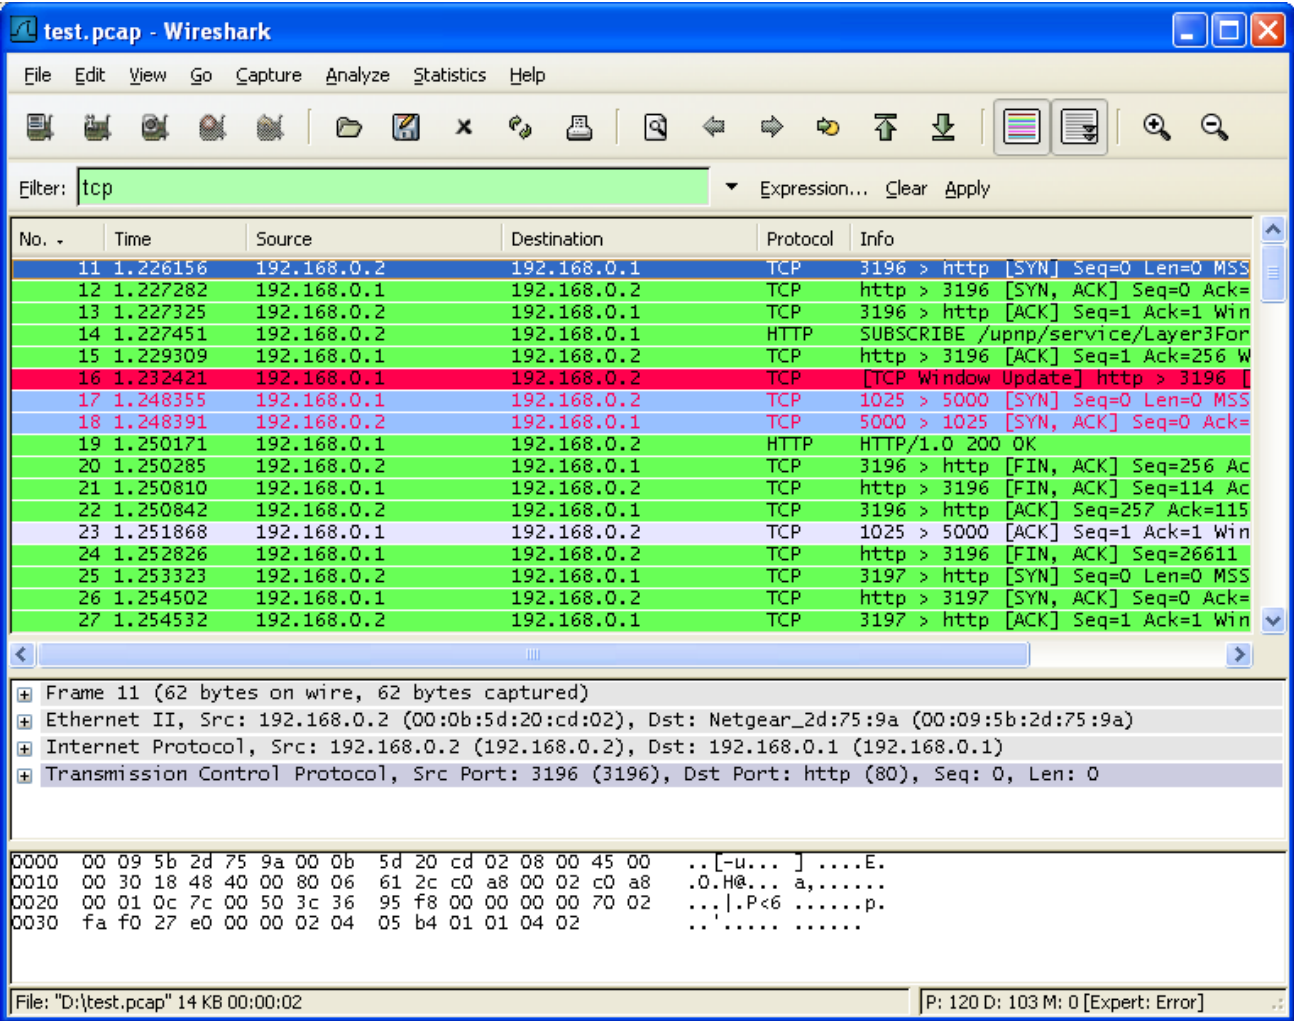 test.pcap - Wireshark
File Edit View Go Capture Analyze Statistics Help
Filter: tcp Expression... Clear Apply
No. Time Source Destination Protocol Info
11 1.226156 192.168.0.2 192.168.0.1 TCP 3196 > http [SYN] Seq=0 Len=0 MSS
12 1.227282 192.168.0.1 192.168.0.2 TCP http > 3196 [SYN, ACK] Seq=0 Ack=
13 1.227325 192.168.0.2 192.168.0.1 TCP 3196 > http [ACK] Seq=1 Ack=1 Win
14 1.227451 192.168.0.2 192.168.0.1 HTTP SUBSCRIBE /upnp/service/Layer3For
15 1.229309 192.168.0.1 192.168.0.2 TCP http > 3196 [ACK] Seq=1 Ack=256 W
16 1.232421 192.168.0.1 192.168.0.2 TCP [TCP Window Update] http > 3196 [
17 1.248355 192.168.0.1 192.168.0.2 TCP 1025 > 5000 [SYN] Seq=0 Len=0 MSS
18 1.248391 192.168.0.2 192.168.0.1 TCP 5000 > 1025 [SYN, ACK] Seq=0 Ack=
19 1.250171 192.168.0.1 192.168.0.2 HTTP HTTP/1.0 200 OK
20 1.250285 192.168.0.2 192.168.0.1 TCP 3196 > http [FIN, ACK] Seq=256 Ac
21 1.250810 192.168.0.1 192.168.0.2 TCP http > 3196 [FIN, ACK] Seq=114 Ac
22 1.250842 192.168.0.2 192.168.0.1 TCP 3196 > http [ACK] Seq=257 Ack=115
23 1.251868 192.168.0.1 192.168.0.2 TCP 1025 > 5000 [ACK] Seq=1 Ack=1 Win
24 1.252826 192.168.0.1 192.168.0.2 TCP http > 3196 [FIN, ACK] Seq=26611
25 1.253323 192.168.0.2 192.168.0.1 TCP 3197 > http [SYN] Seq=0 Len=0 MSS
26 1.254502 192.168.0.1 192.168.0.2 TCP http > 3197 [SYN, ACK] Seq=0 Ack=
27 1.254532 192.168.0.2 192.168.0.1 TCP 3197 > http [ACK] Seq=1 Ack=1 Win
Frame 11 (62 bytes on wire, 62 bytes captured)
Ethernet II, Src: 192.168.0.2 (00:0b:5d:20:cd:02), Dst: Netgear_2d:75:9a (00:09:5b:2d:75:9a)
Internet Protocol, Src: 192.168.0.2 (192.168.0.2), Dst: 192.168.0.1 (192.168.0.1)
Transmission Control Protocol, Src Port: 3196 (3196), Dst Port: http (80), Seq: 0, Len: 0
0000 00 09 5b 2d 75 9a 00 0b 5d 20 cd 02 08 00 45 00 ..[-u... ] ....E.
0010 00 30 18 48 40 00 80 06 61 2c c0 a8 00 02 c0 a8 .0.H@... a,......
0020 00 01 0c 7c 00 50 3c 36 95 f8 00 00 00 00 70 02 ...|.P<6 ......p.
0030 fa f0 27 e0 00 00 02 04 05 b4 01 01 04 02 ..'..... ......
File: "D:\test.pcap" 14 KB 00:00:02 P: 120 D: 103 M: 0 [Expert: Error]